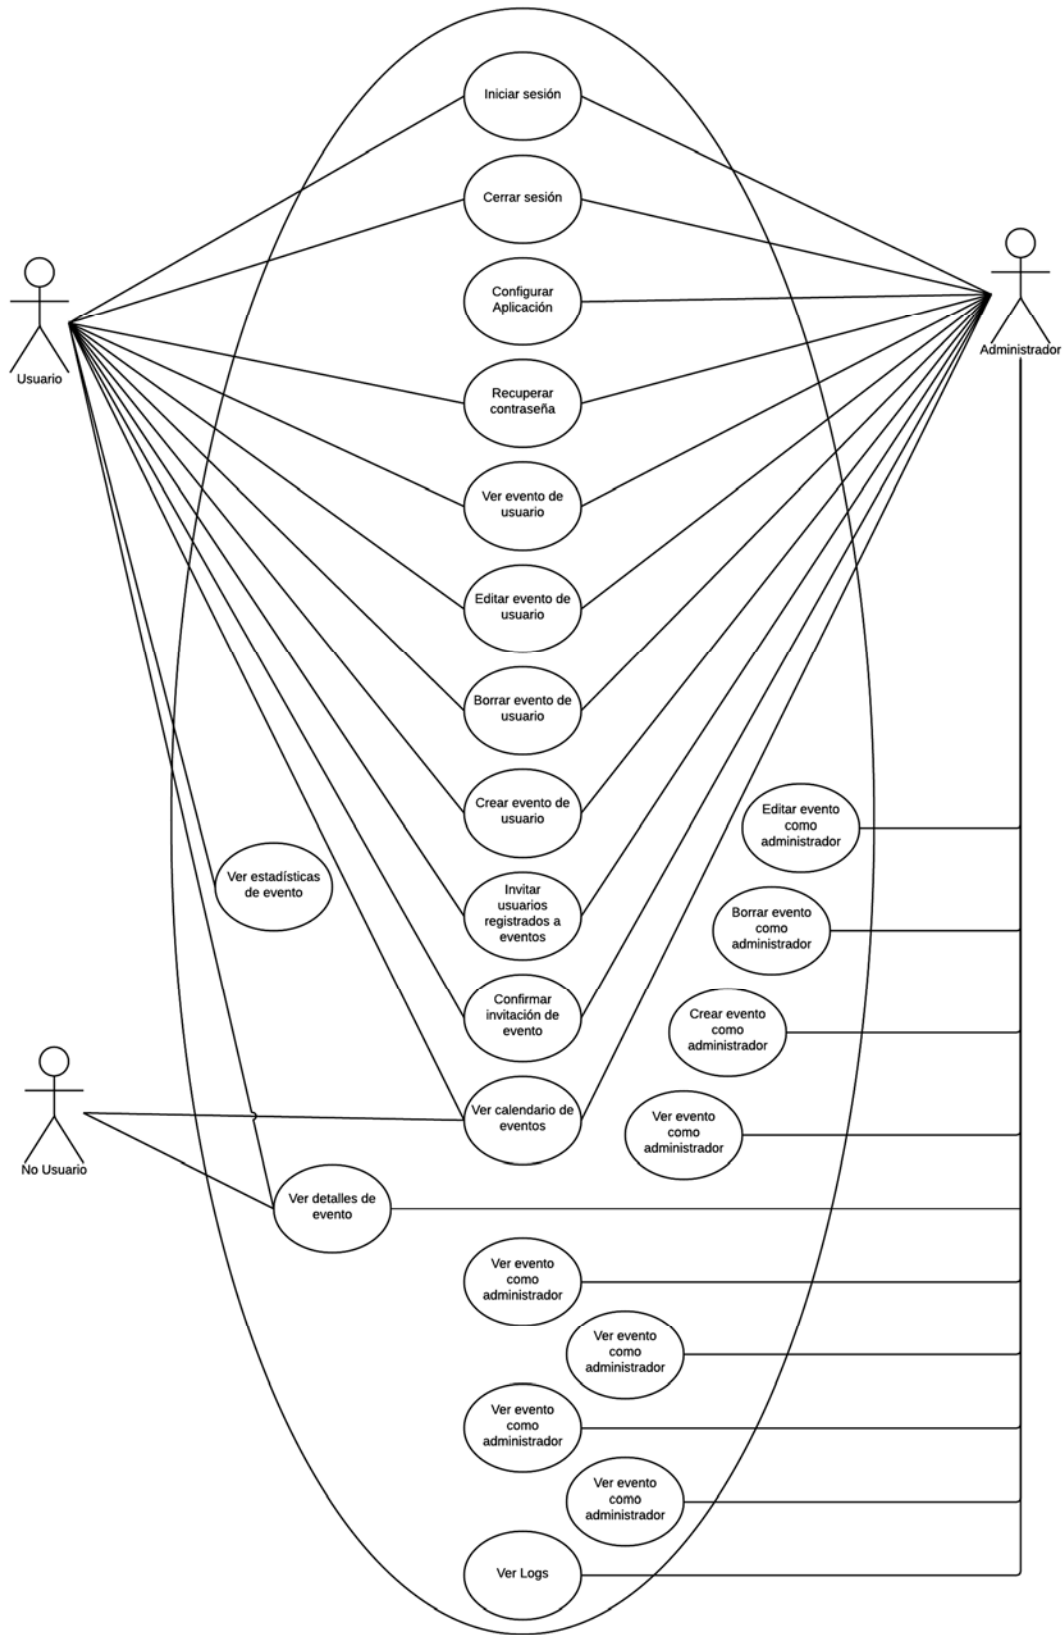 Iniciar sesión
Cerrar sesión
Configurar
Aplicación
Usuario
Administrador
Recuperar
contraseña
Ver evento de
usuario
Editar evento de
usuario
Borrar evento de
usuario
Crear evento de
usuario
Editar evento
como
administrador
Ver estadísticas
de evento
Invitar
usuarios
registrados a
eventos
Borrar evento
como
administrador
Confirmar
invitación de
evento
Crear evento
como
administrador
No Usuario
Ver calendario de
eventos
Ver evento
como
administrador
Ver detalles de
evento
Ver evento
como
administrador
Ver evento
como
administrador
Ver evento
como
administrador
Ver evento
como
administrador
Ver Logs